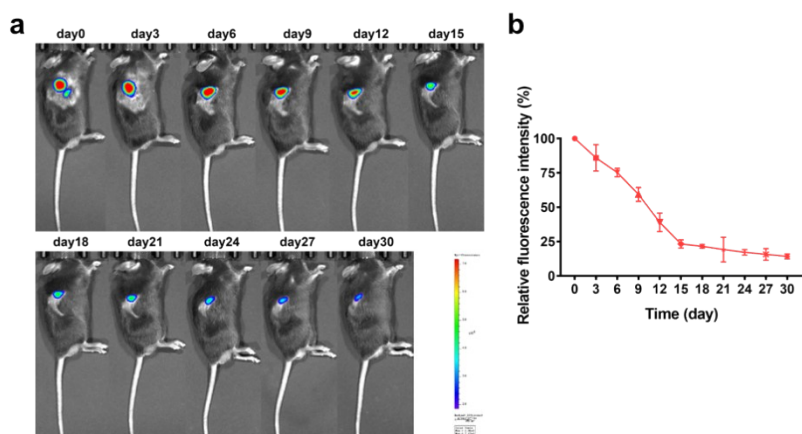 a
day0 day3 day6 day9 day12 day15
day18 day21 day24 day27 day30
b
Relative fluorescence intensity (%)
100
75
50
25
0
0 3 6 9 12 15 18 21 24 27 30
Time (day)